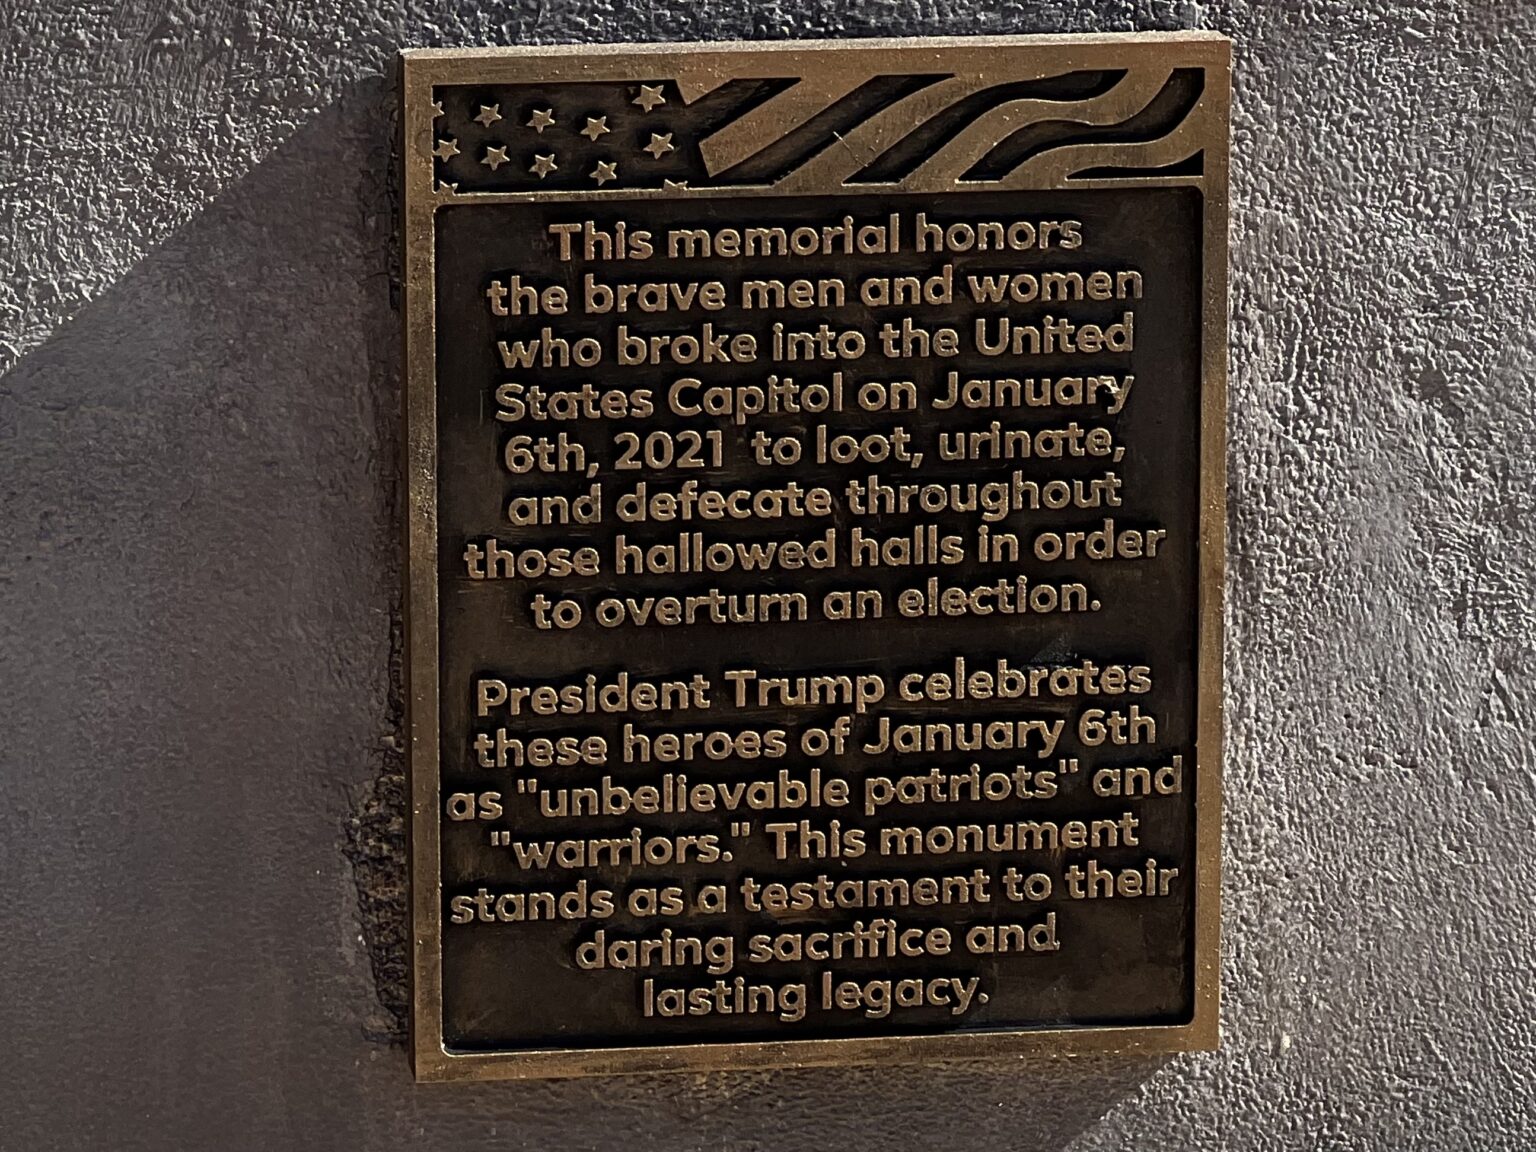 This memorial honors
the brave men and women
who broke into the United
States Capitol on January
6th, 2021 to loot, urinate,
and defecate throughout
those hallowed halls in order
to overturn an election.
President Trump celebrates
these heroes of January 6th
as "unbelievable patriots" and
"warriors." This monument
stands as a testament to their
daring sacrifice and
lasting legacy.